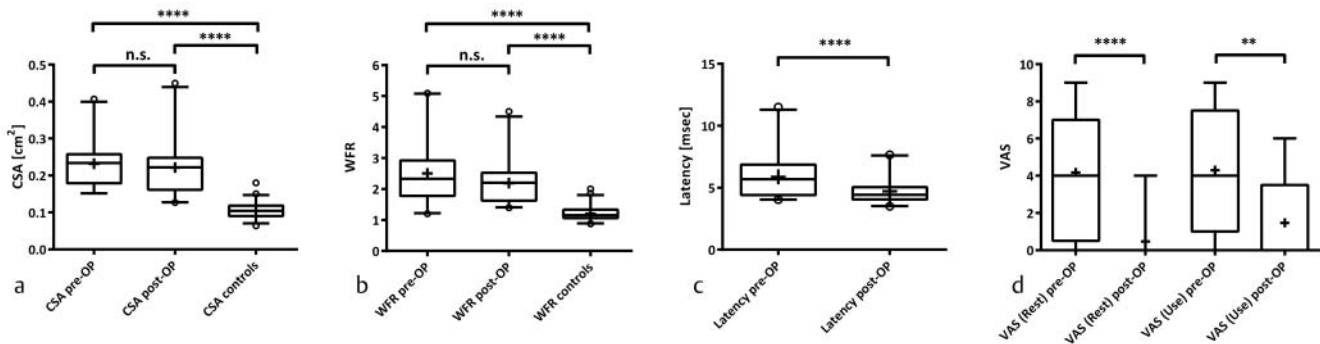 ****
****
n.s.
0.5
0.4
0.3
0.2
0.1
0.0
CSA [cm²]
CSA pre-OP
CSA post-OP
CSA controls
a
****
****
n.s.
6
5
4
3
2
1
0
WFR
WFR pre-OP
WFR post-OP
WFR controls
b
****
15
10
5
0
Latency [msec]
Latency pre-OP
Latency post-OP
c
****
**
10
8
6
4
2
0
VAS
VAS (Rest) pre-OP
VAS (Rest) post-OP
VAS (Use) pre-OP
VAS (Use) post-OP
d